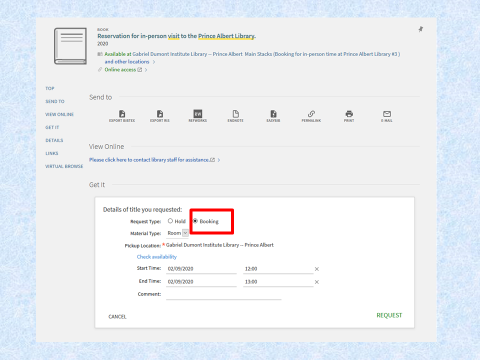 BOOK
Reservation for in-person visit to the Prince Albert Library.
2020
Available at Gabriel Dumont Institute Library -- Prince Albert Main Stacks (Booking for in-person time at Prince Albert Library #3 )
and other locations >
Online access >
TOP
SEND TO
VIEW ONLINE
GET IT
DETAILS
LINKS
VIRTUAL BROWSE
Send to
EXPORT BIBTEX
EXPORT RIS
REFWORKS
ENDNOTE
EASYBIB
PERMALINK
PRINT
E-MAIL
View Online
Please click here to contact library staff for assistance. >
Get it
Details of title you requested:
Request Type: Hold Booking
Material Type: Room
Pickup Location: * Gabriel Dumont Institute Library -- Prince Albert
Check availability
Start Time: 02/09/2020 12:00
End Time: 02/09/2020 13:00
Comment:
CANCEL
REQUEST